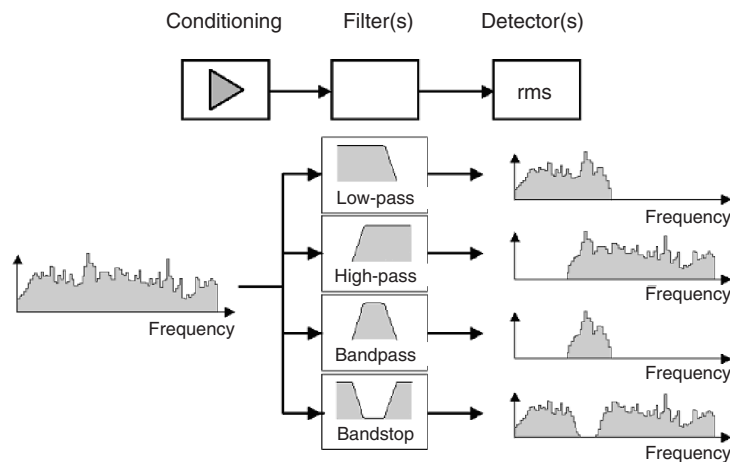 Conditioning
Filter(s)
Detector(s)
rms
Low-pass
Frequency
High-pass
Frequency
Frequency
Bandpass
Frequency
Bandstop
Frequency